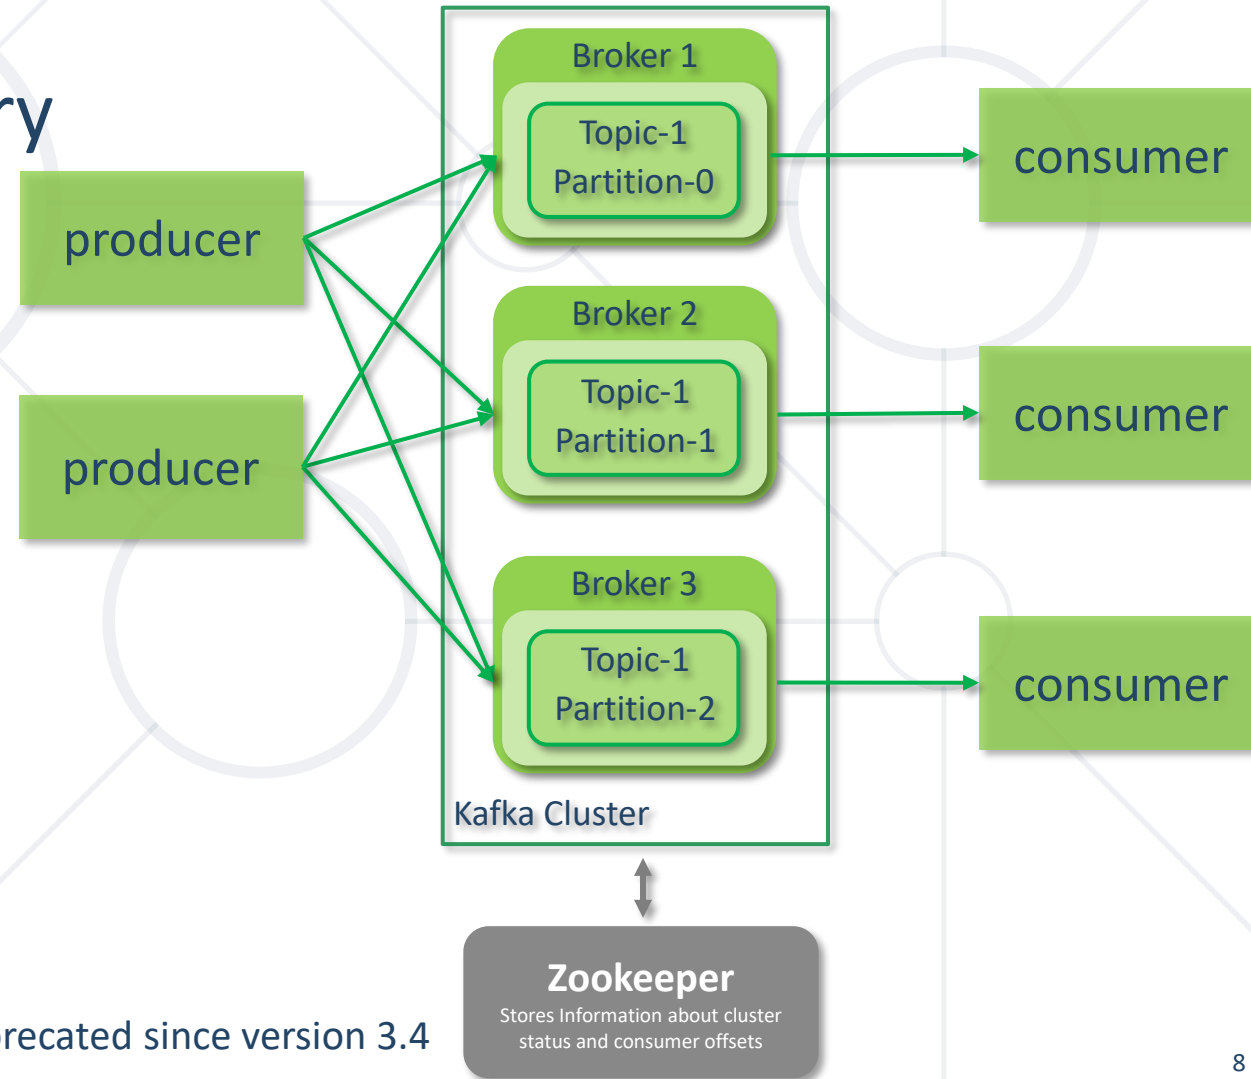 ry
producer
producer
Broker 1
Topic-1
Partition-0
Broker 2
Topic-1
Partition-1
Broker 3
Topic-1
Partition-2
Kafka Cluster
consumer
consumer
consumer
Zookeeper
Stores Information about cluster
status and consumer offsets
precated since version 3.4
8